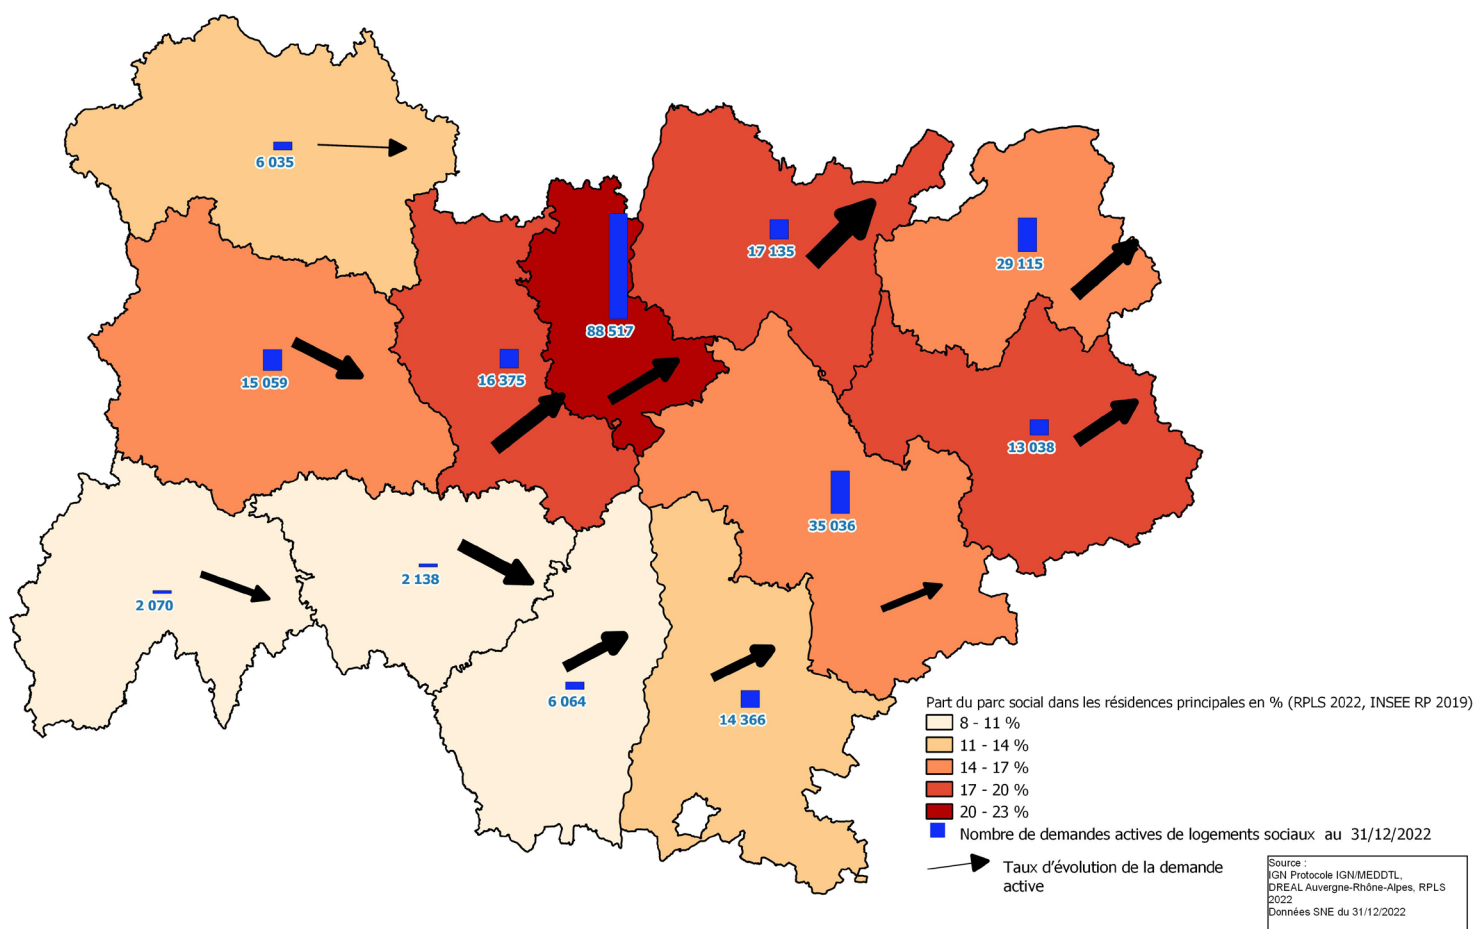 6 035
17 135
29 115
88 517
15 059
16 375
13 038
35 036
2 138
2 070
6 064
14 366
Part du parc social dans les résidences principales en % (RPLS 2022, INSEE RP 2019)
8 - 11 %
11 - 14 %
14 - 17 %
17 - 20 %
20 - 23 %
Nombre de demandes actives de logements sociaux au 31/12/2022
Taux d'évolution de la demande
active
Source :
IGN Protocole IGN/MEDDTL,
DREAL Auvergne-Rhône-Alpes, RPLS
2022
Données SNE du 31/12/2022